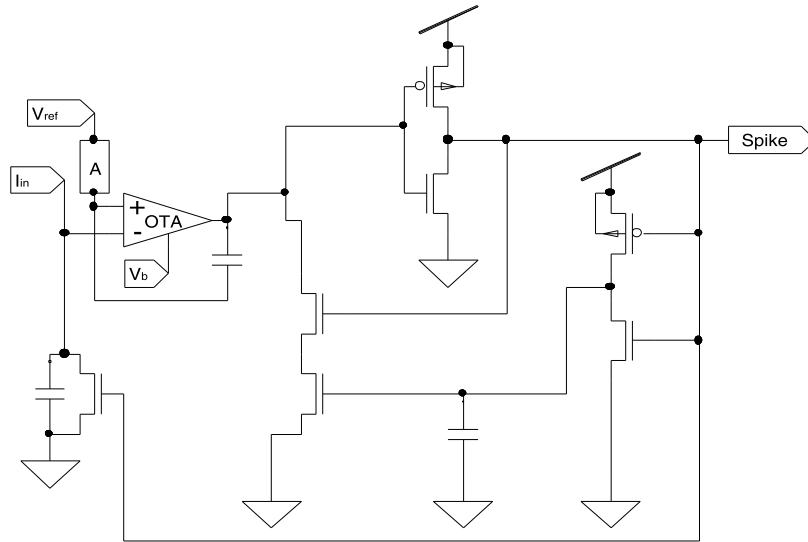 Vref
A
Iin
+
OTA
-
Vb
Spike